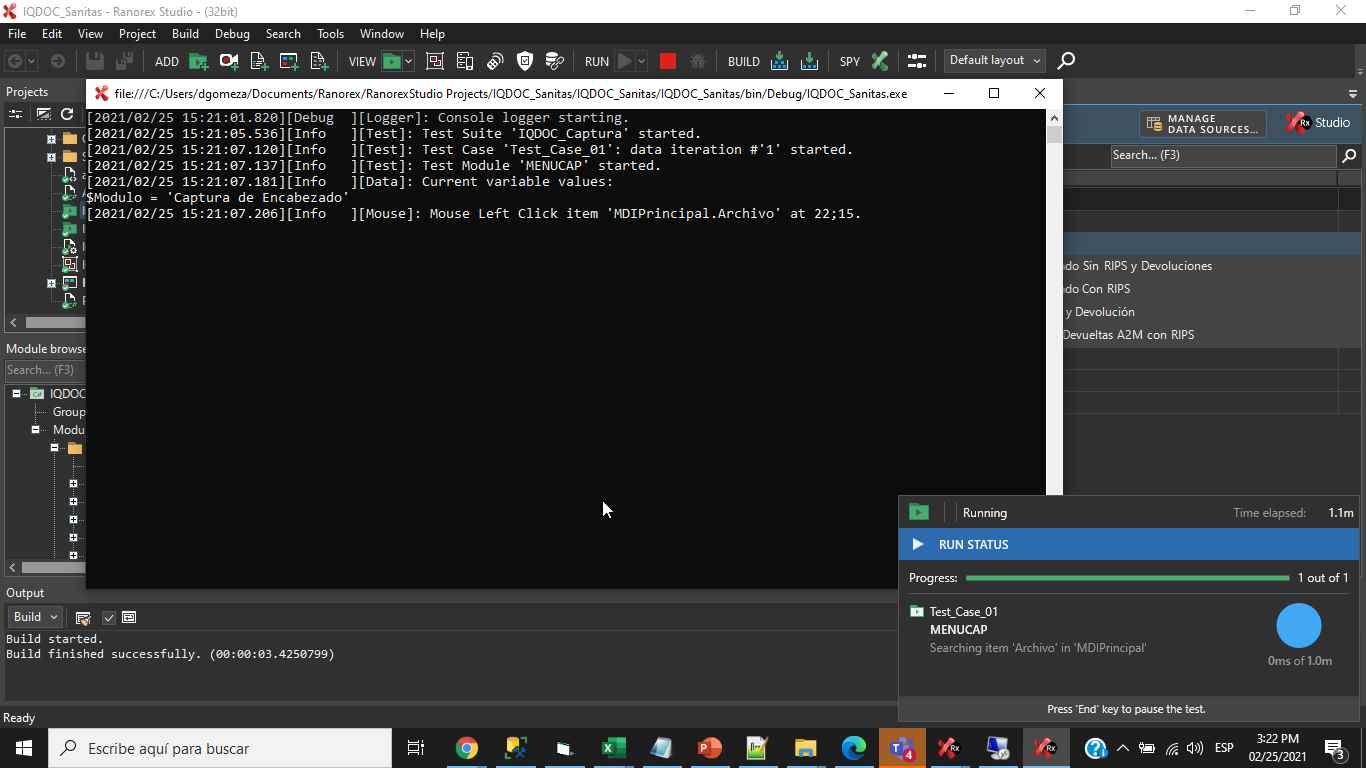 IQDOC_Sanitas - Ranorex Studio - (32bit)
File Edit View Project Build Debug Search Tools Window Help
ADD VIEW RUN BUILD SPY Default layout
Projects
file:///C:/Users/dgomeza/Documents/Ranorex/RanorexStudio Projects/IQDOC_Sanitas/IQDOC_Sanitas/IQDOC_Sanitas/bin/Debug/IQDOC_Sanitas.exe
[2021/02/25 15:21:01.820][Debug ][Logger]: Console logger starting.
[2021/02/25 15:21:05.536][Info ][Test]: Test Suite 'IQDOC_Captura' started.
[2021/02/25 15:21:07.120][Info ][Test]: Test Case 'Test_Case_01': data iteration #'1' started.
[2021/02/25 15:21:07.137][Info ][Test]: Test Module 'MENUCAP' started.
[2021/02/25 15:21:07.181][Info ][Data]: Current variable values:
$Modulo = 'Captura de Encabezado'
[2021/02/25 15:21:07.206][Info ][Mouse]: Mouse Left Click item 'MDIPrincipal.Archivo' at 22;15.
MANAGE
DATA SOURCES...
Studio
Search... (F3)
do Sin RIPS y Devoluciones
do Con RIPS
y Devolución
Devueltas A2M con RIPS
Module browse
Search... (F3)
IQDOC
Group
Modu
Running Time elapsed: 1.1m
RUN STATUS
Progress: 1 out of 1
Test_Case_01
MENUCAP
Searching item 'Archivo' in 'MDIPrincipal'
0ms of 1.0m
Press 'End' key to pause the test.
Output
Build
Build started.
Build finished successfully. (00:00:03.4250799)
Ready
Escribe aquí para buscar
4
ESP
3:22 PM
02/25/2021
3